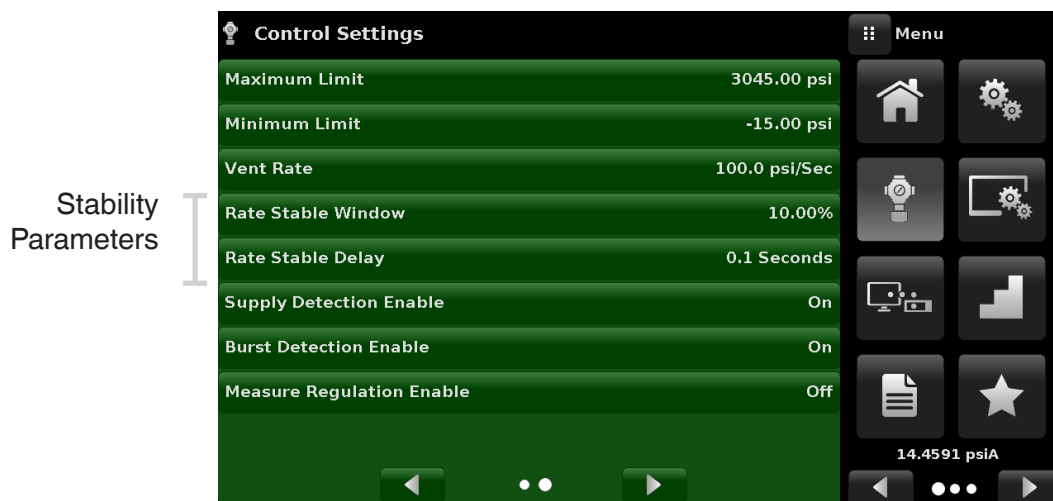 Control Settings
Menu
Maximum Limit 3045.00 psi
Minimum Limit -15.00 psi
Vent Rate 100.0 psi/Sec
Stability
Parameters
Rate Stable Window 10.00%
Rate Stable Delay 0.1 Seconds
Supply Detection Enable On
Burst Detection Enable On
Measure Regulation Enable Off
14.4591 psiA